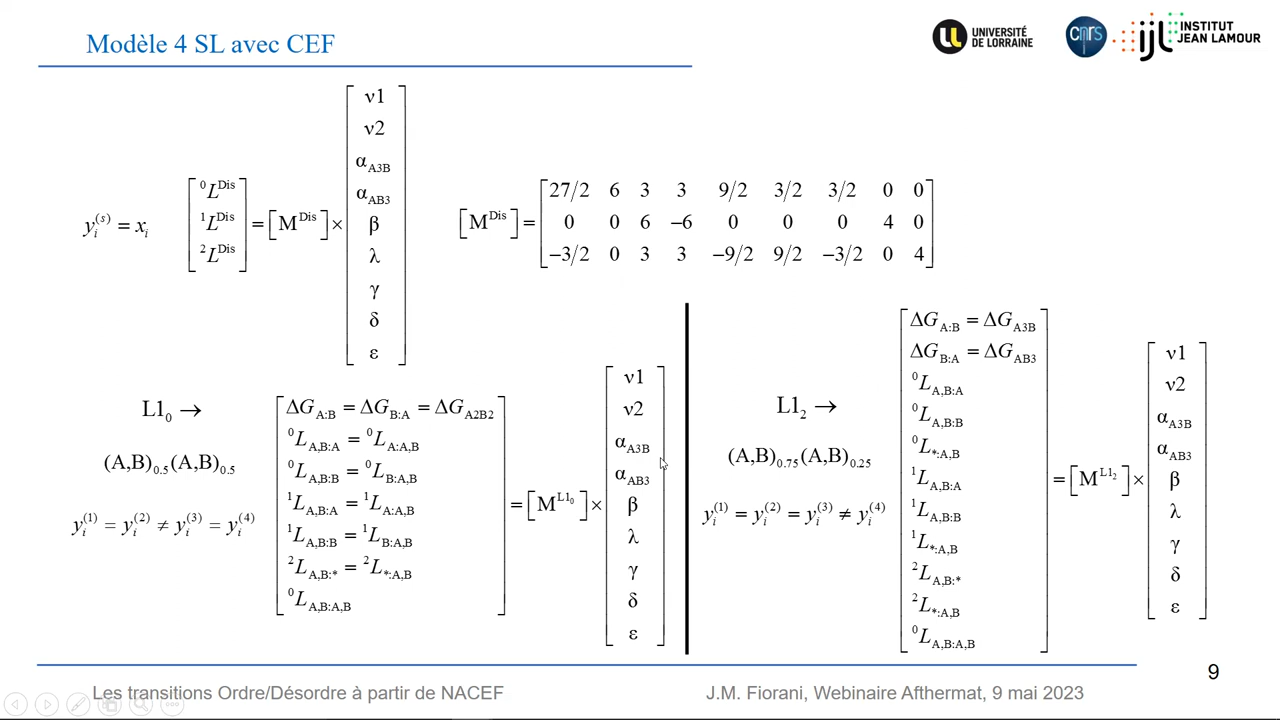 Modèle 4 SL avec CEF
UNIVERSITÉ
DE LORRAINE
cnrs
ijl
INSTITUT
JEAN LAMOUR
y_i^(s) = x_i
[⁰L^Dis
¹L^Dis
²L^Dis] = [M^Dis] ×
[ν1
ν2
α_A3B
α_AB3
β
λ
γ
δ
ε]
[M^Dis] =
[27/2 6 3 3 9/2 3/2 3/2 0 0
0 0 6 −6 0 0 0 4 0
−3/2 0 3 3 −9/2 9/2 −3/2 0 4]
L1₀ →
(A,B)_0.5(A,B)_0.5
y_i^(1) = y_i^(2) ≠ y_i^(3) = y_i^(4)
[ΔG_A:B = ΔG_B:A = ΔG_A2B2
⁰L_A,B:A = ⁰L_A:A,B
⁰L_A,B:B = ⁰L_B:A,B
¹L_A,B:A = ¹L_A:A,B
¹L_A,B:B = ¹L_B:A,B
²L_A,B:* = ²L_*:A,B
⁰L_A,B:A,B]
= [M^L1₀] ×
[ν1
ν2
α_A3B
α_AB3
β
λ
γ
δ
ε]
L1₂ →
(A,B)_0.75(A,B)_0.25
y_i^(1) = y_i^(2) = y_i^(3) ≠ y_i^(4)
[ΔG_A:B = ΔG_A3B
ΔG_B:A = ΔG_AB3
⁰L_A,B:A
⁰L_A,B:B
⁰L_*:A,B
¹L_A,B:A
¹L_A,B:B
¹L_*:A,B
²L_A,B:*
²L_*:A,B
⁰L_A,B:A,B]
= [M^L1₂] ×
[ν1
ν2
α_A3B
α_AB3
β
λ
γ
δ
ε]
9
Les transitions Ordre/Désordre à partir de NACEF
J.M. Fiorani, Webinaire Afthermat, 9 mai 2023